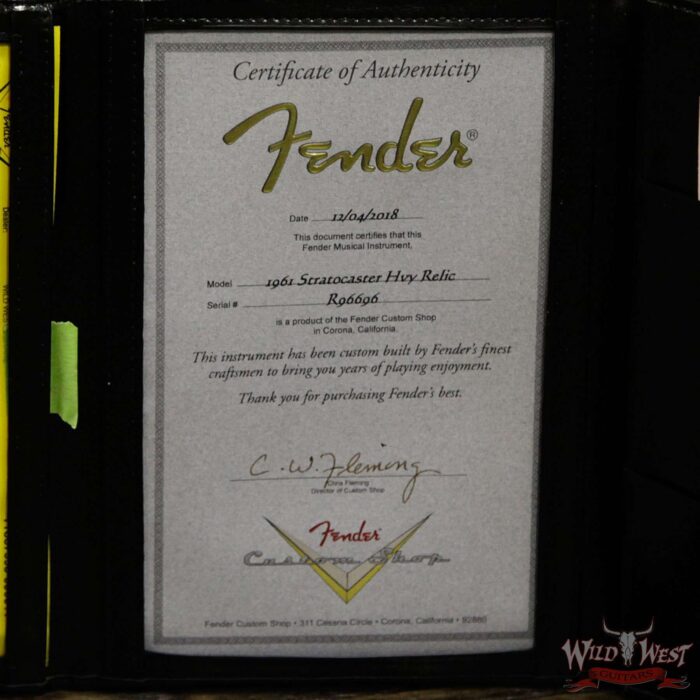 Certificate of Authenticity
Fender®
Date 12/04/2018
This document certifies that this
Fender Musical Instrument,
Model 1961 Stratocaster Hvy Relic
Serial # R96696
is a product of the Fender Custom Shop
in Corona, California.
This instrument has been custom built by Fender's finest
craftsmen to bring you years of playing enjoyment.
Thank you for purchasing Fender's best.
C. W. Fleming
Chris Fleming
Director of Custom Shop
Fender
Custom Shop
Fender Custom Shop • 311 Cessna Circle • Corona, California • 92880
Dealer:
WILD WEST
GUITARS